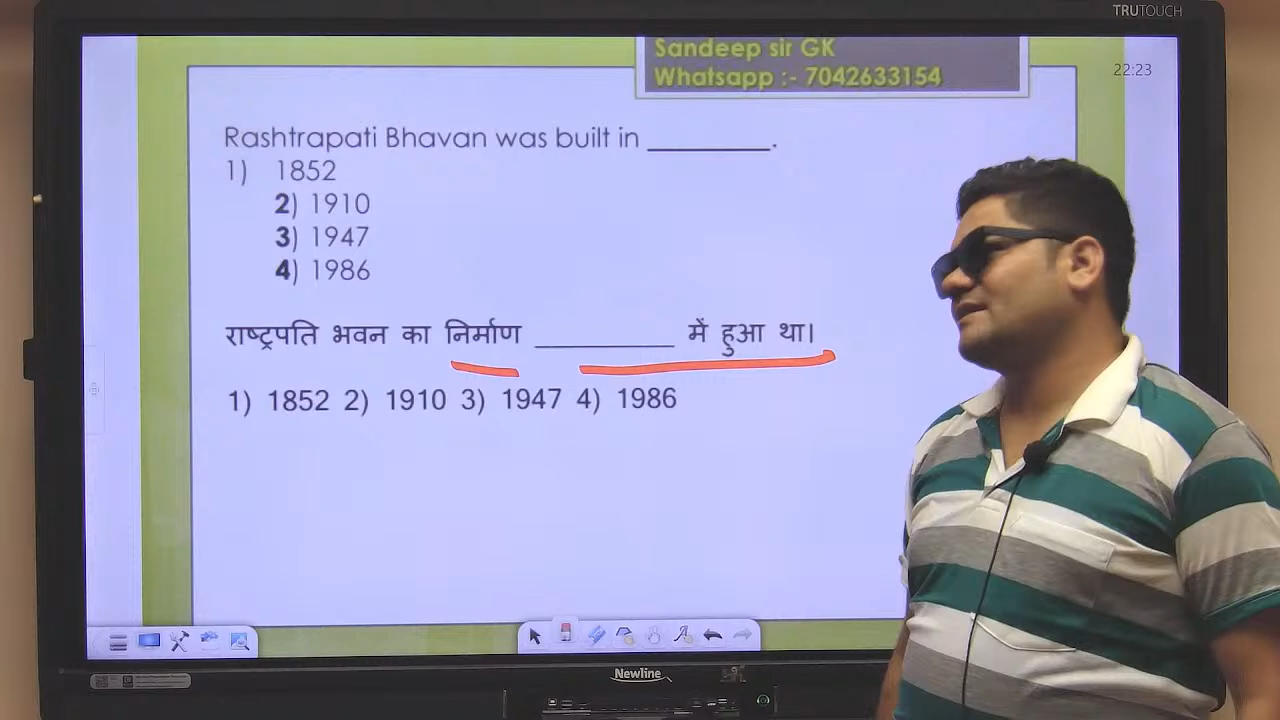 TRUTOUCH
Sandeep sir GK
Whatsapp :- 7042633154
22:23
Rashtrapati Bhavan was built in ________.
1) 1852
2) 1910
3) 1947
4) 1986
राष्ट्रपति भवन का निर्माण _________ में हुआ था।
1) 1852 2) 1910 3) 1947 4) 1986
Newline